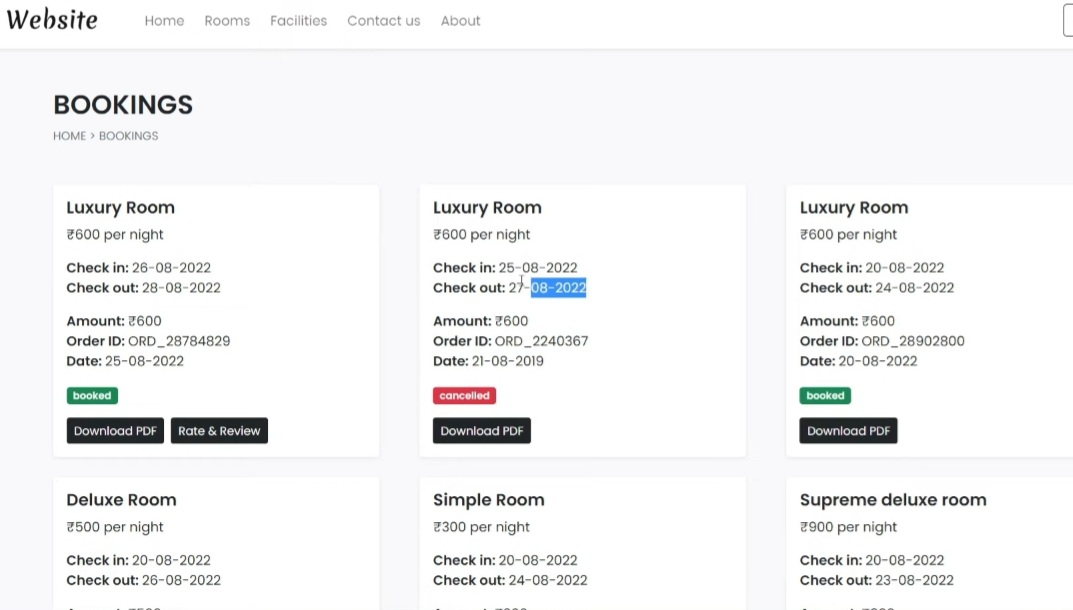 Website Home Rooms Facilities Contact us About
BOOKINGS
HOME > BOOKINGS
Luxury Room
₹600 per night
Check in: 26-08-2022
Check out: 28-08-2022
Amount: ₹600
Order ID: ORD_28784829
Date: 25-08-2022
booked
Download PDF Rate & Review
Luxury Room
₹600 per night
Check in: 25-08-2022
Check out: 27-08-2022
Amount: ₹600
Order ID: ORD_2240367
Date: 21-08-2019
cancelled
Download PDF
Luxury Room
₹600 per night
Check in: 20-08-2022
Check out: 24-08-2022
Amount: ₹600
Order ID: ORD_28902800
Date: 20-08-2022
booked
Download PDF
Deluxe Room
₹500 per night
Check in: 20-08-2022
Check out: 26-08-2022
Simple Room
₹300 per night
Check in: 20-08-2022
Check out: 24-08-2022
Supreme deluxe room
₹900 per night
Check in: 20-08-2022
Check out: 23-08-2022